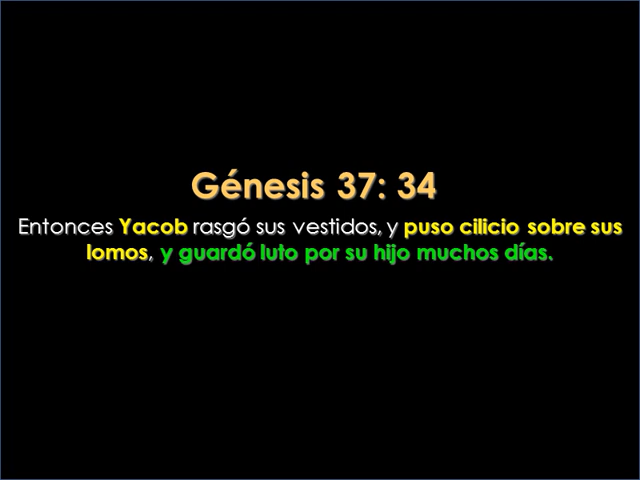 Génesis 37: 34
Entonces Yacob rasgó sus vestidos, y puso cilicio sobre sus
lomos, y guardó luto por su hijo muchos días.